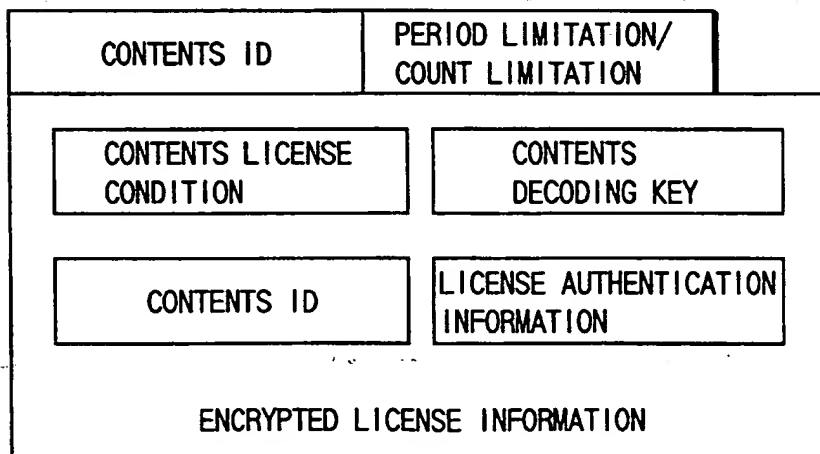 CONTENTS ID
PERIOD LIMITATION/
COUNT LIMITATION
CONTENTS LICENSE
CONDITION
CONTENTS
DECODING KEY
CONTENTS ID
LICENSE AUTHENTICATION
INFORMATION
ENCRYPTED LICENSE INFORMATION